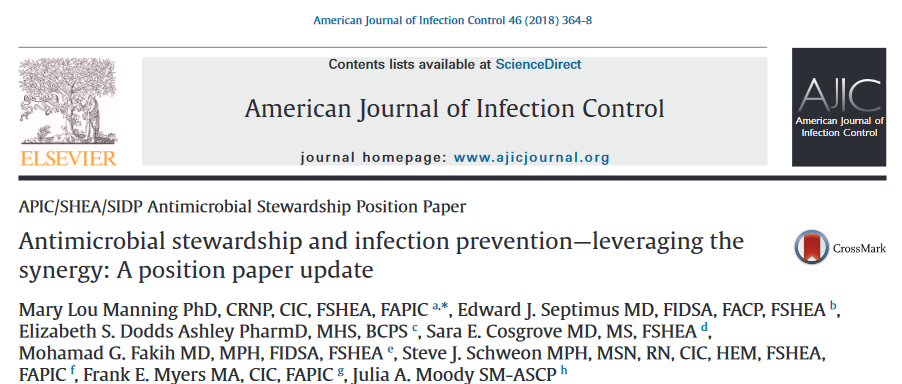 American Journal of Infection Control 46 (2018) 364-8
Contents lists available at ScienceDirect
American Journal of Infection Control
journal homepage: www.ajicjournal.org
ELSEVIER
AJIC
American Journal of
Infection Control
APIC/SHEA/SIDP Antimicrobial Stewardship Position Paper
Antimicrobial stewardship and infection prevention—leveraging the
synergy: A position paper update
CrossMark
Mary Lou Manning PhD, CRNP, CIC, FSHEA, FAPIC a,*, Edward J. Septimus MD, FIDSA, FACP, FSHEA b,
Elizabeth S. Dodds Ashley PharmD, MHS, BCPS c, Sara E. Cosgrove MD, MS, FSHEA d,
Mohamad G. Fakih MD, MPH, FIDSA, FSHEA e, Steve J. Schweon MPH, MSN, RN, CIC, HEM, FSHEA,
FAPIC f, Frank E. Myers MA, CIC, FAPIC g, Julia A. Moody SM-ASCP h